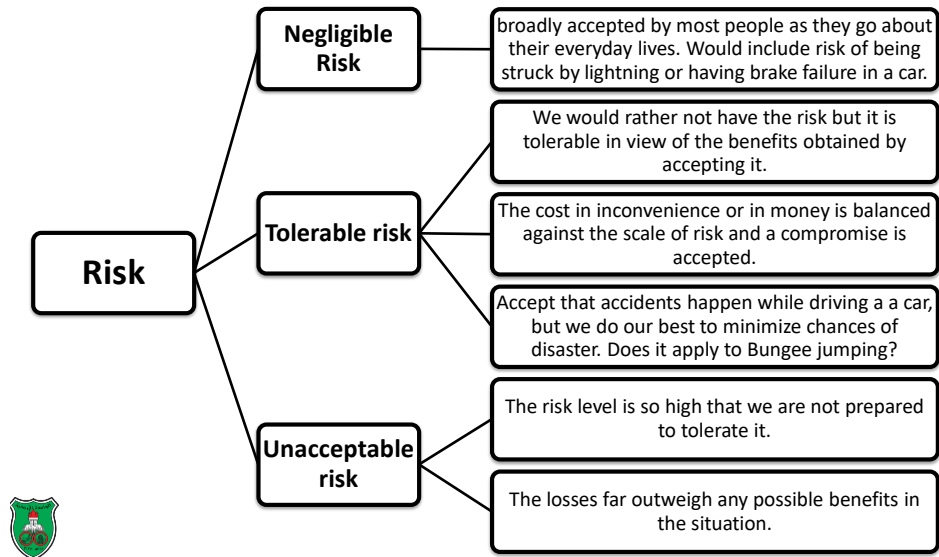 Negligible
Risk
broadly accepted by most people as they go about
their everyday lives. Would include risk of being
struck by lightning or having brake failure in a car.
We would rather not have the risk but it is
tolerable in view of the benefits obtained by
accepting it.
Tolerable risk
The cost in inconvenience or in money is balanced
against the scale of risk and a compromise is
accepted.
Risk
Accept that accidents happen while driving a a car,
but we do our best to minimize chances of
disaster. Does it apply to Bungee jumping?
Unacceptable
risk
The risk level is so high that we are not prepared
to tolerate it.
The losses far outweigh any possible benefits in
the situation.